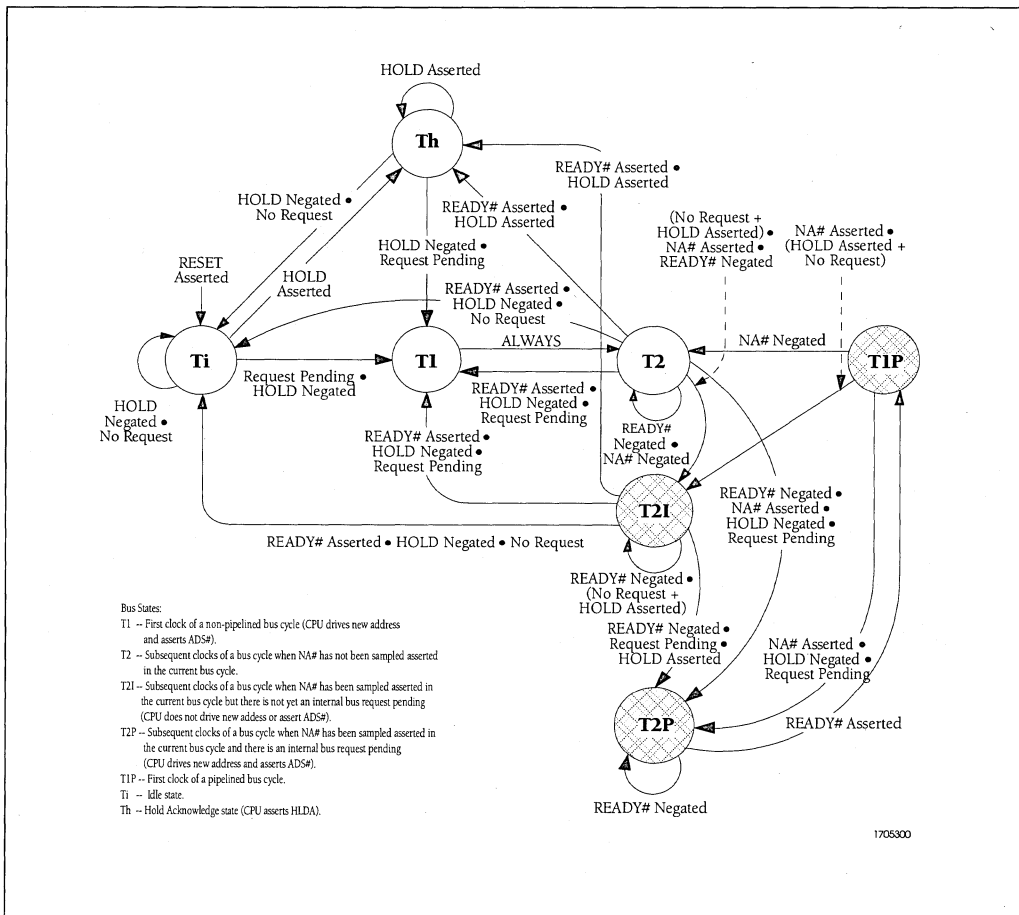 HOLD Asserted
Th
READY# Asserted •
HOLD Asserted
HOLD Negated •
No Request
READY# Asserted •
HOLD Asserted
(No Request +
HOLD Asserted) •
NA# Asserted •
READY# Negated
NA# Asserted •
(HOLD Asserted +
No Request)
HOLD Negated •
Request Pending
RESET
Asserted
HOLD
Asserted
READY# Asserted •
HOLD Negated •
No Request
ALWAYS
NA# Negated
Ti
T1
T2
T1P
Request Pending •
HOLD Negated
READY# Asserted •
HOLD Negated •
Request Pending
HOLD
Negated •
No Request
READY# Asserted •
HOLD Negated •
Request Pending
READY#
Negated •
NA# Negated
T2I
READY# Negated •
NA# Asserted •
HOLD Negated •
Request Pending
READY# Asserted • HOLD Negated • No Request
READY# Negated •
(No Request +
HOLD Asserted)
READY# Negated •
Request Pending •
HOLD Asserted
NA# Asserted •
HOLD Negated •
Request Pending
T2P
READY# Asserted
READY# Negated
Bus States:
T1 -- First clock of a non-pipelined bus cycle (CPU drives new address
and asserts ADS#).
T2 -- Subsequent clocks of a bus cycle when NA# has not been sampled asserted
in the current bus cycle.
T2I -- Subsequent clocks of a bus cycle when NA# has been sampled asserted in
the current bus cycle but there is not yet an internal bus request pending
(CPU does not drive new addess or assert ADS#).
T2P -- Subsequent clocks of a bus cycle when NA# has been sampled asserted in
the current bus cycle and there is an internal bus request pending
(CPU drives new address and asserts ADS#).
T1P -- First clock of a pipelined bus cycle.
Ti -- Idle state.
Th -- Hold Acknowledge state (CPU asserts HLDA).
1705300